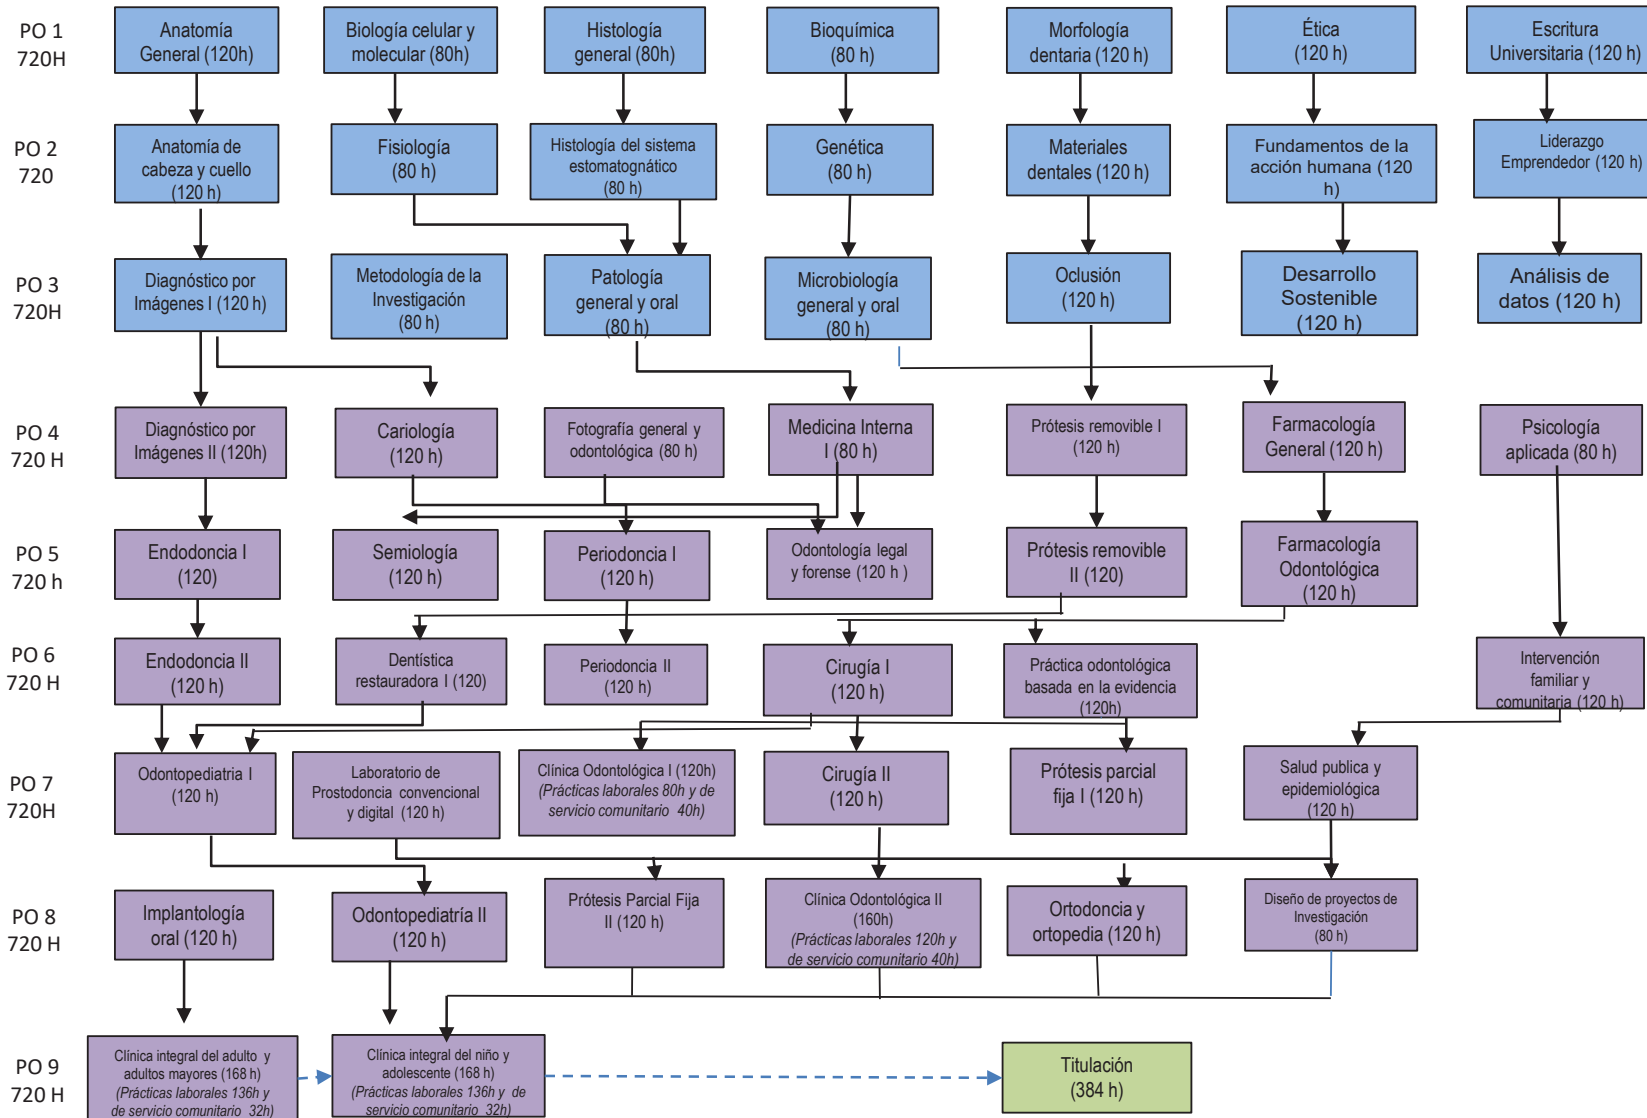 PO 1
720H
Anatomía
General (120h)
Biología celular y
molecular (80h)
Histología
general (80h)
Bioquímica
(80 h)
Morfología
dentaria (120 h)
Ética
(120 h)
Escritura
Universitaria (120 h)
PO 2
720
Anatomía de
cabeza y cuello
(120 h)
Fisiología
(80 h)
Histología del sistema
estomatognático
(80 h)
Genética
(80 h)
Materiales
dentales (120 h)
Fundamentos de la
acción humana (120
h)
Liderazgo
Emprendedor (120 h)
PO 3
720H
Diagnóstico por
Imágenes I (120 h)
Metodología de la
Investigación
(80 h)
Patología
general y oral
(80 h)
Microbiología
general y oral
(80 h)
Oclusión
(120 h)
Desarrollo
Sostenible
(120 h)
Análisis de
datos (120 h)
PO 4
720 H
Diagnóstico por
Imágenes II (120h)
Cariología
(120 h)
Fotografía general y
odontológica (80 h)
Medicina Interna
I (80 h)
Prótesis removible I
(120 h)
Farmacología
General (120 h)
Psicología
aplicada (80 h)
PO 5
720 h
Endodoncia I
(120)
Semiología
(120 h)
Periodoncia I
(120 h)
Odontología legal
y forense (120 h )
Prótesis removible
II (120)
Farmacología
Odontológica
(120 h)
PO 6
720 H
Endodoncia II
(120 h)
Dentística
restauradora I (120)
Periodoncia II
(120 h)
Cirugía I
(120 h)
Práctica odontológica
basada en la evidencia
(120h)
Intervención
familiar y
comunitaria (120 h)
PO 7
720H
Odontopediatria I
(120 h)
Laboratorio de
Prostodoncia convencional
y digital (120 h)
Clínica Odontológica I (120h)
(Prácticas laborales 80h y de
servicio comunitario 40h)
Cirugía II
(120 h)
Prótesis parcial
fija I (120 h)
Salud publica y
epidemiológica
(120 h)
PO 8
720 H
Implantología
oral (120 h)
Odontopediatría II
(120 h)
Prótesis Parcial Fija
II (120 h)
Clínica Odontológica II
(160h)
(Prácticas laborales 120h y
de servicio comunitario 40h)
Ortodoncia y
ortopedia (120 h)
Diseño de proyectos de
Investigación
(80 h)
PO 9
720 H
Clínica integral del adulto y
adultos mayores (168 h)
(Prácticas laborales 136h y
de servicio comunitario 32h)
Clínica integral del niño y
adolescente (168 h)
(Prácticas laborales 136h y de
servicio comunitario 32h)
Titulación
(384 h)